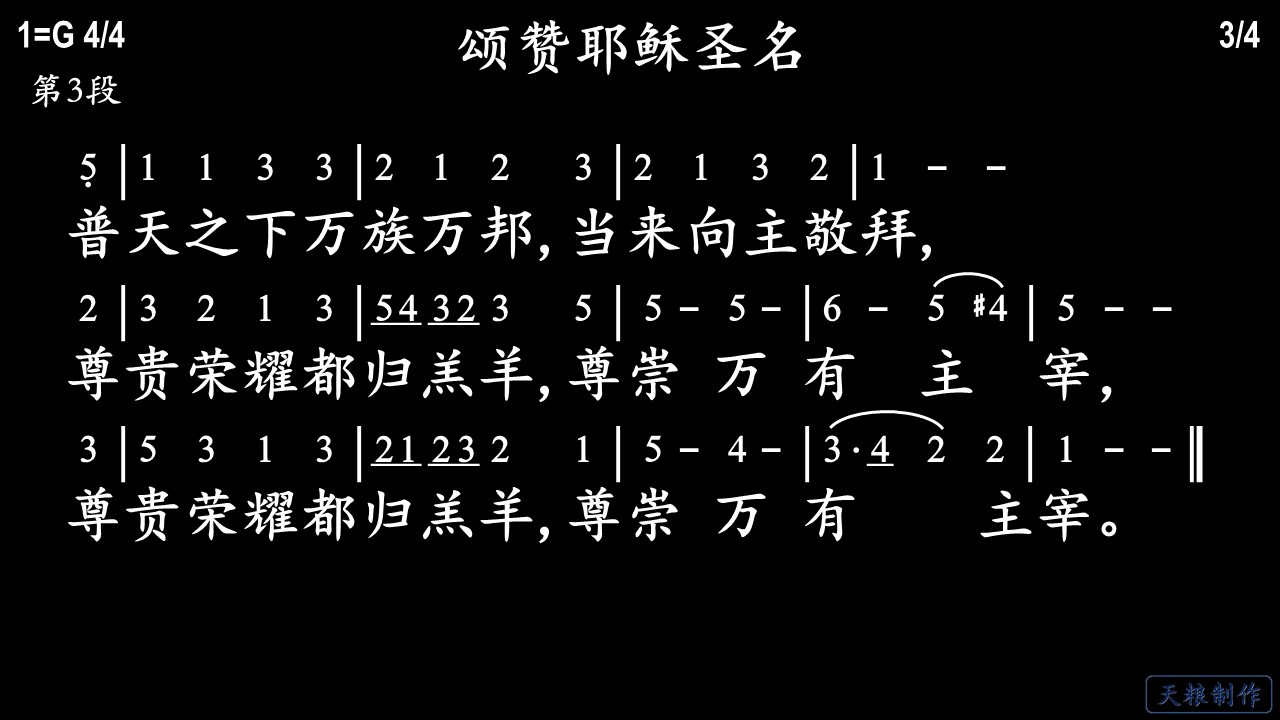 1=G 4/4
颂赞耶稣圣名
3/4
第3段
5̣ | 1 1 3 3 | 2 1 2 3 | 2 1 3 2 | 1 – –
普天之下万族万邦,当来向主敬拜,
2 | 3 2 1 3 | 54 32 3 5 | 5 – 5 – | 6 – 5 #4 | 5 – –
尊贵荣耀都归羔羊,尊崇 万 有 主 宰,
3 | 5 3 1 3 | 21 23 2 1 | 5 – 4 – | 3·4 2 2 | 1 – – ‖
尊贵荣耀都归羔羊,尊崇 万 有 主宰。
天粮制作